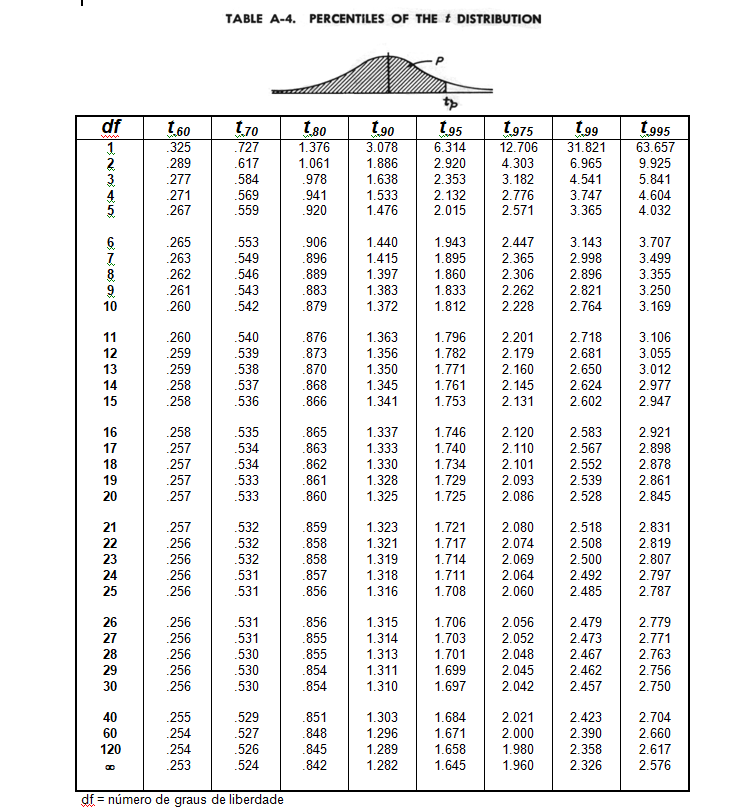 TABLE A-4. PERCENTILES OF THE t DISTRIBUTION
P
tp
df t.60 t.70 t.80 t.90 t.95 t.975 t.99 t.995
1 .325 .727 1.376 3.078 6.314 12.706 31.821 63.657
2 .289 .617 1.061 1.886 2.920 4.303 6.965 9.925
3 .277 .584 .978 1.638 2.353 3.182 4.541 5.841
4 .271 .569 .941 1.533 2.132 2.776 3.747 4.604
5 .267 .559 .920 1.476 2.015 2.571 3.365 4.032
6 .265 .553 .906 1.440 1.943 2.447 3.143 3.707
7 .263 .549 .896 1.415 1.895 2.365 2.998 3.499
8 .262 .546 .889 1.397 1.860 2.306 2.896 3.355
9 .261 .543 .883 1.383 1.833 2.262 2.821 3.250
10 .260 .542 .879 1.372 1.812 2.228 2.764 3.169
11 .260 .540 .876 1.363 1.796 2.201 2.718 3.106
12 .259 .539 .873 1.356 1.782 2.179 2.681 3.055
13 .259 .538 .870 1.350 1.771 2.160 2.650 3.012
14 .258 .537 .868 1.345 1.761 2.145 2.624 2.977
15 .258 .536 .866 1.341 1.753 2.131 2.602 2.947
16 .258 .535 .865 1.337 1.746 2.120 2.583 2.921
17 .257 .534 .863 1.333 1.740 2.110 2.567 2.898
18 .257 .534 .862 1.330 1.734 2.101 2.552 2.878
19 .257 .533 .861 1.328 1.729 2.093 2.539 2.861
20 .257 .533 .860 1.325 1.725 2.086 2.528 2.845
21 .257 .532 .859 1.323 1.721 2.080 2.518 2.831
22 .256 .532 .858 1.321 1.717 2.074 2.508 2.819
23 .256 .532 .858 1.319 1.714 2.069 2.500 2.807
24 .256 .531 .857 1.318 1.711 2.064 2.492 2.797
25 .256 .531 .856 1.316 1.708 2.060 2.485 2.787
26 .256 .531 .856 1.315 1.706 2.056 2.479 2.779
27 .256 .531 .855 1.314 1.703 2.052 2.473 2.771
28 .256 .530 .855 1.313 1.701 2.048 2.467 2.763
29 .256 .530 .854 1.311 1.699 2.045 2.462 2.756
30 .256 .530 .854 1.310 1.697 2.042 2.457 2.750
40 .255 .529 .851 1.303 1.684 2.021 2.423 2.704
60 .254 .527 .848 1.296 1.671 2.000 2.390 2.660
120 .254 .526 .845 1.289 1.658 1.980 2.358 2.617
∞ .253 .524 .842 1.282 1.645 1.960 2.326 2.576
df = número de graus de liberdade